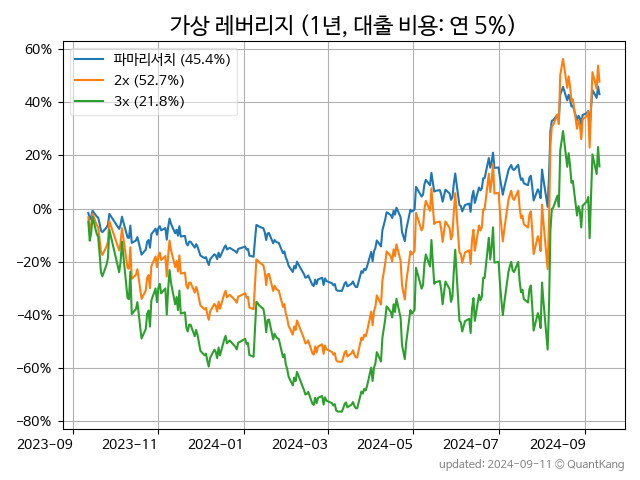 가상 레버리지 (1년, 대출 비용: 연 5%)
파마리서치 (45.4%)
2x (52.7%)
3x (21.8%)
60%
40%
20%
0%
−20%
−40%
−60%
−80%
2023-09 2023-11 2024-01 2024-03 2024-05 2024-07 2024-09
updated: 2024-09-11 © QuantKang